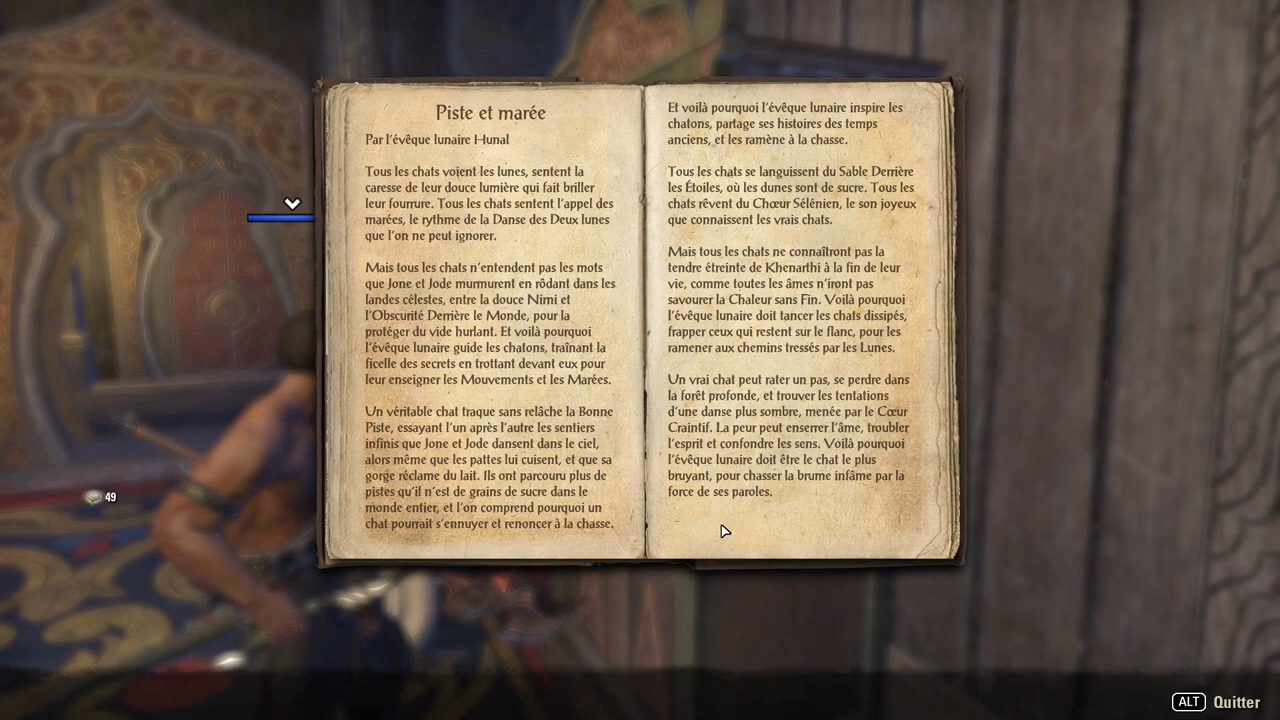 Piste et marée
Par l'évêque lunaire Hunal
Tous les chats voient les lunes, sentent la
caresse de leur douce lumière qui fait briller
leur fourrure. Tous les chats sentent l'appel des
marées, le rythme de la Danse des Deux lunes
que l'on ne peut ignorer.
Mais tous les chats n'entendent pas les mots
que Jone et Jode murmurent en rôdant dans les
landes célestes, entre la douce Nirni et
l'Obscurité Derrière le Monde, pour la
protéger du vide hurlant. Et voilà pourquoi
l'évêque lunaire guide les chatons, traînant la
ficelle des secrets en trottant devant eux pour
leur enseigner les Mouvements et les Marées.
Un véritable chat traque sans relâche la Bonne
Piste, essayant l'un après l'autre les sentiers
infinis que Jone et Jode dansent dans le ciel,
alors même que les pattes lui cuisent, et que sa
gorge réclame du lait. Ils ont parcouru plus de
pistes qu'il n'est de grains de sucre dans le
monde entier, et l'on comprend pourquoi un
chat pourrait s'ennuyer et renoncer à la chasse.
Et voilà pourquoi l'évêque lunaire inspire les
chatons, partage ses histoires des temps
anciens, et les ramène à la chasse.
Tous les chats se languissent du Sable Derrière
les Étoiles, où les dunes sont de sucre. Tous les
chats rêvent du Chœur Sélénien, le son joyeux
que connaissent les vrais chats.
Mais tous les chats ne connaîtront pas la
tendre étreinte de Khenarthi à la fin de leur
vie, comme toutes les âmes n'iront pas
savourer la Chaleur sans Fin. Voilà pourquoi
l'évêque lunaire doit tancer les chats dissipés,
frapper ceux qui restent sur le flanc, pour les
ramener aux chemins tressés par les Lunes.
Un vrai chat peut rater un pas, se perdre dans
la forêt profonde, et trouver les tentations
d'une danse plus sombre, menée par le Cœur
Craintif. La peur peut enserrer l'âme, troubler
l'esprit et confondre les sens. Voilà pourquoi
l'évêque lunaire doit être le chat le plus
bruyant, pour chasser la brume infâme par la
force de ses paroles.
49
ALT Quitter